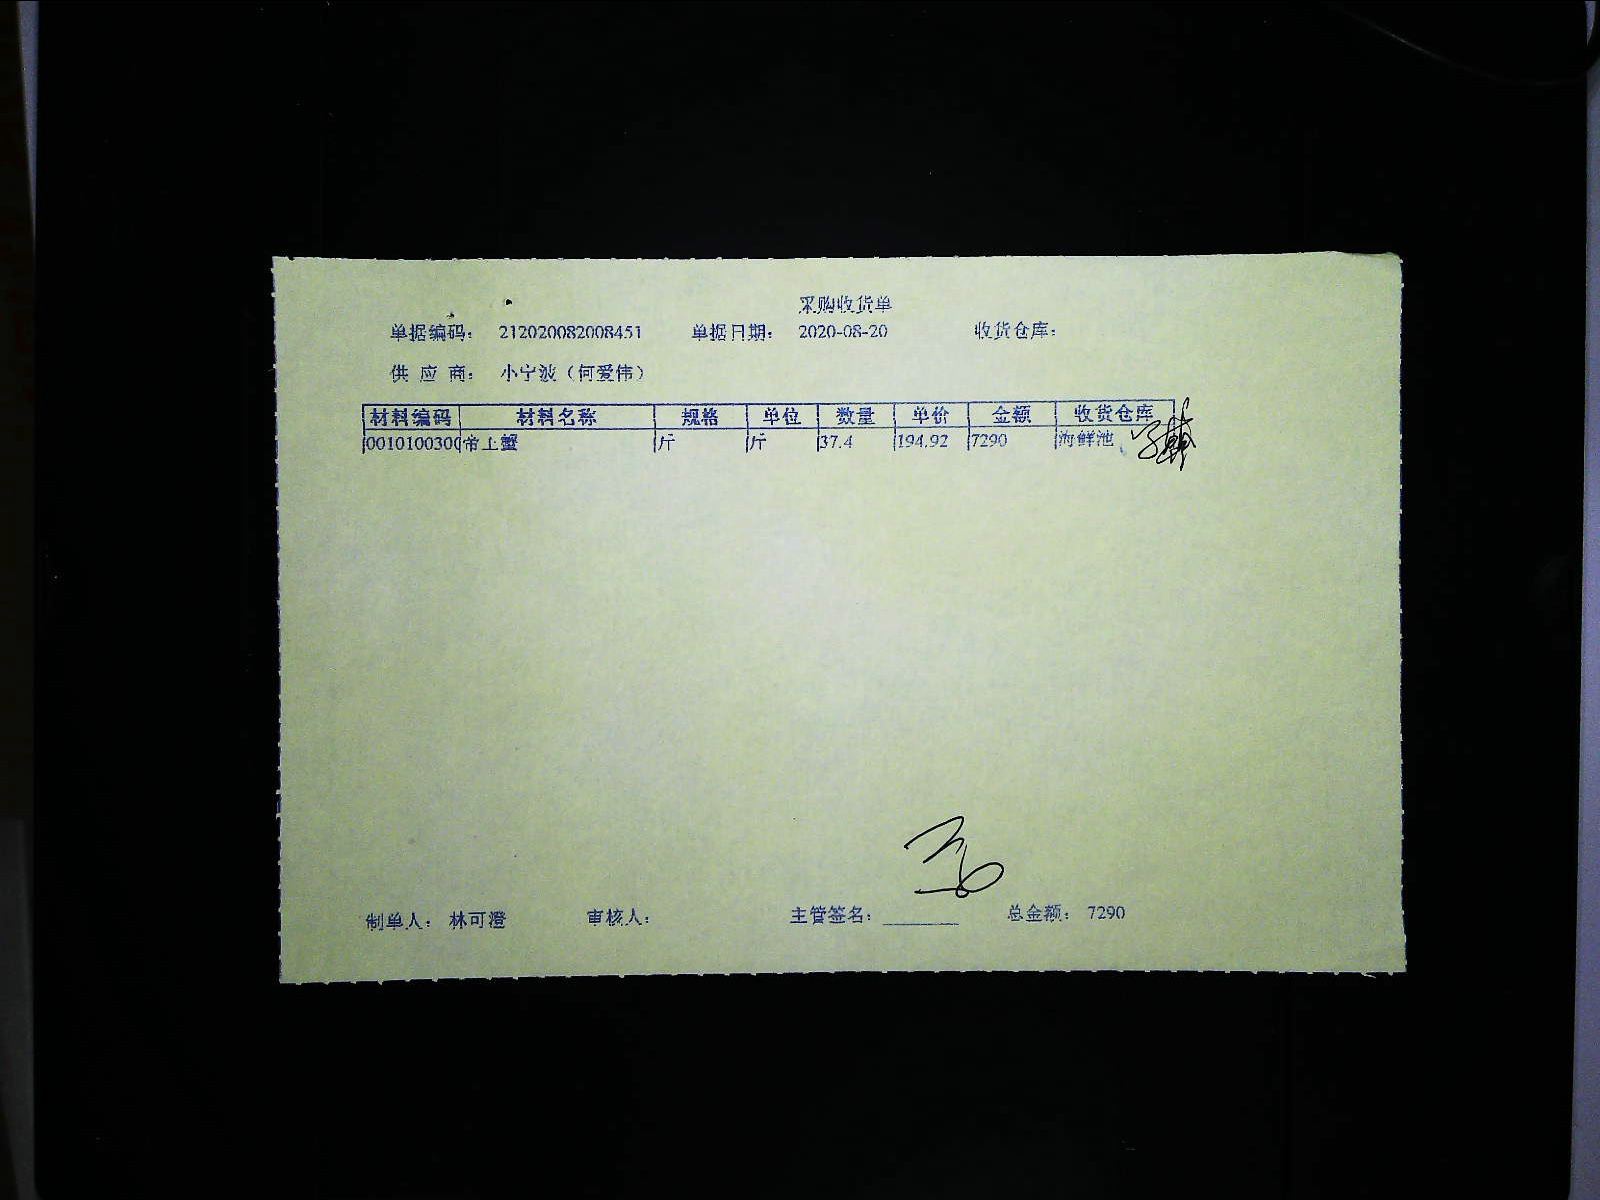 采购收货单
单据编码: 212020082008451 单据日期: 2020-08-20 收货仓库:
供 应 商: 小宁波（何爱伟）
材料编码 材料名称 规格 单位 数量 单价 金额 收货仓库
001010030 帝王蟹 斤 斤 37.4 194.92 7290 海鲜池
制单人: 林可澄 审核人: 主管签名: 总金额: 7290